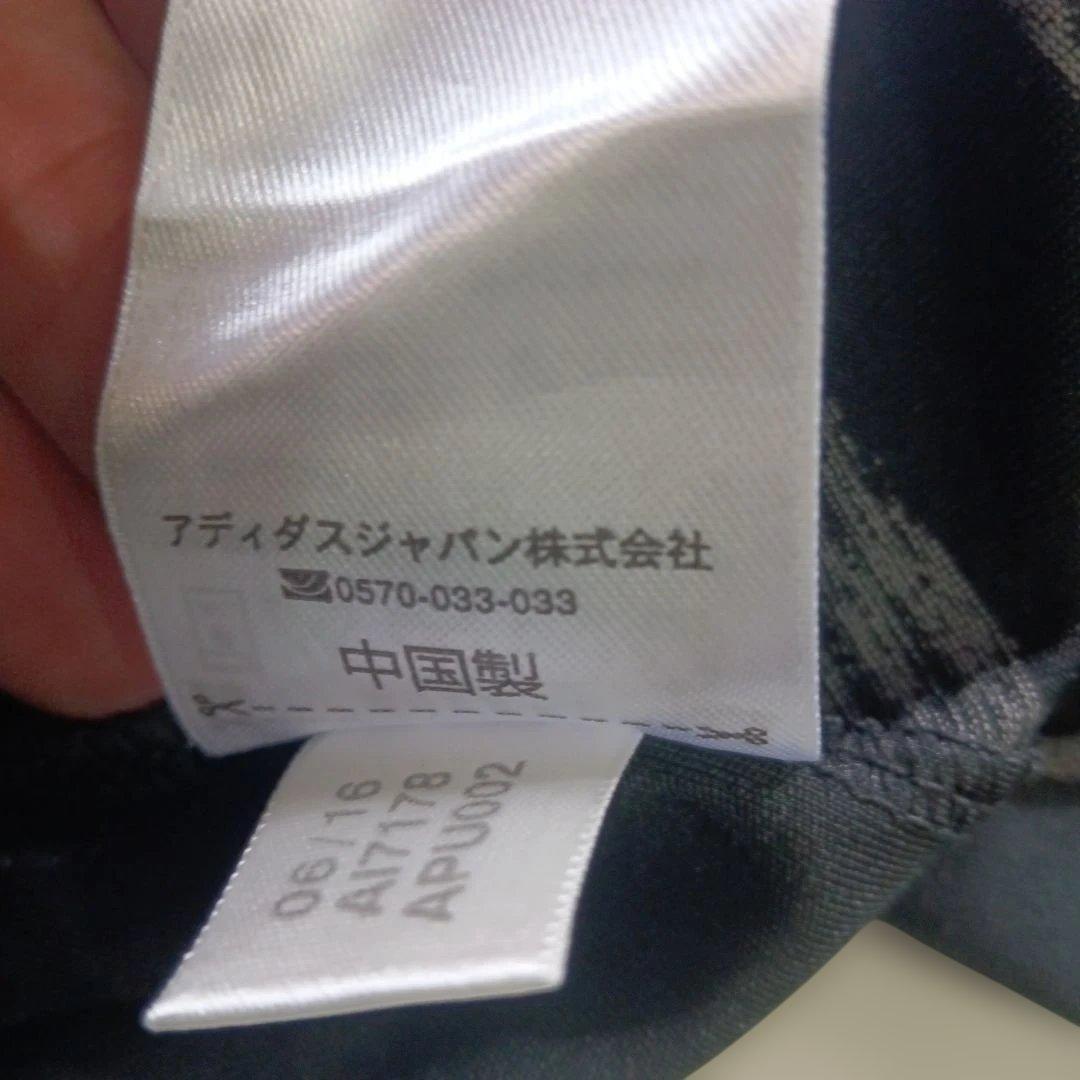 アディダスジャパン株式会社
0570-033-033
中国製
06/16
AI7178
APU002